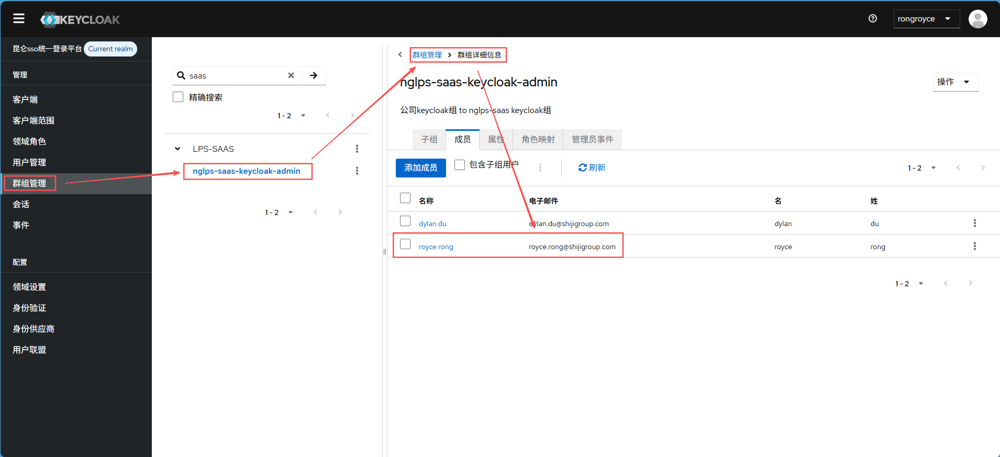 KEYCLOAK
rongroyce
昆仑sso统一登录平台 Current realm
管理
客户端
客户端范围
领域角色
用户管理
群组管理
会话
事件
配置
领域设置
身份验证
身份供应商
用户联盟
saas
精确搜索
1 - 2
LPS-SAAS
nglps-saas-keycloak-admin
1 - 2
群组管理 群组详细信息
nglps-saas-keycloak-admin
操作
公司keycloak组 to nglps-saas keycloak组
子组 成员 属性 角色映射 管理员事件
添加成员 包含子组用户 刷新 1 - 2
名称 电子邮件 名 姓
dylan.du dylan.du@shijigroup.com dylan du
royce.rong royce.rong@shijigroup.com royce rong
1 - 2